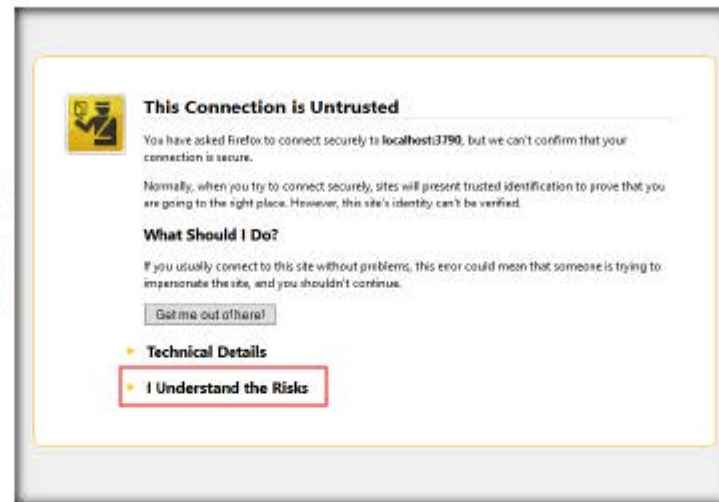 This Connection is Untrusted
You have asked Firefox to connect securely to localhost:3790, but we can't confirm that your
connection is secure.
Normally, when you try to connect securely, sites will present trusted identification to prove that you
are going to the right place. However, this site's identity can't be verified.
What Should I Do?
If you usually connect to this site without problems, this error could mean that someone is trying to
impersonate the site, and you shouldn't continue.
Get me out of here!
Technical Details
I Understand the Risks